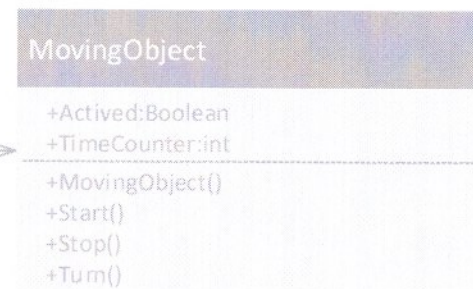 MovingObject
+Actived:Boolean
+TimeCounter:int
+MovingObject()
+Start()
+Stop()
+Turn()